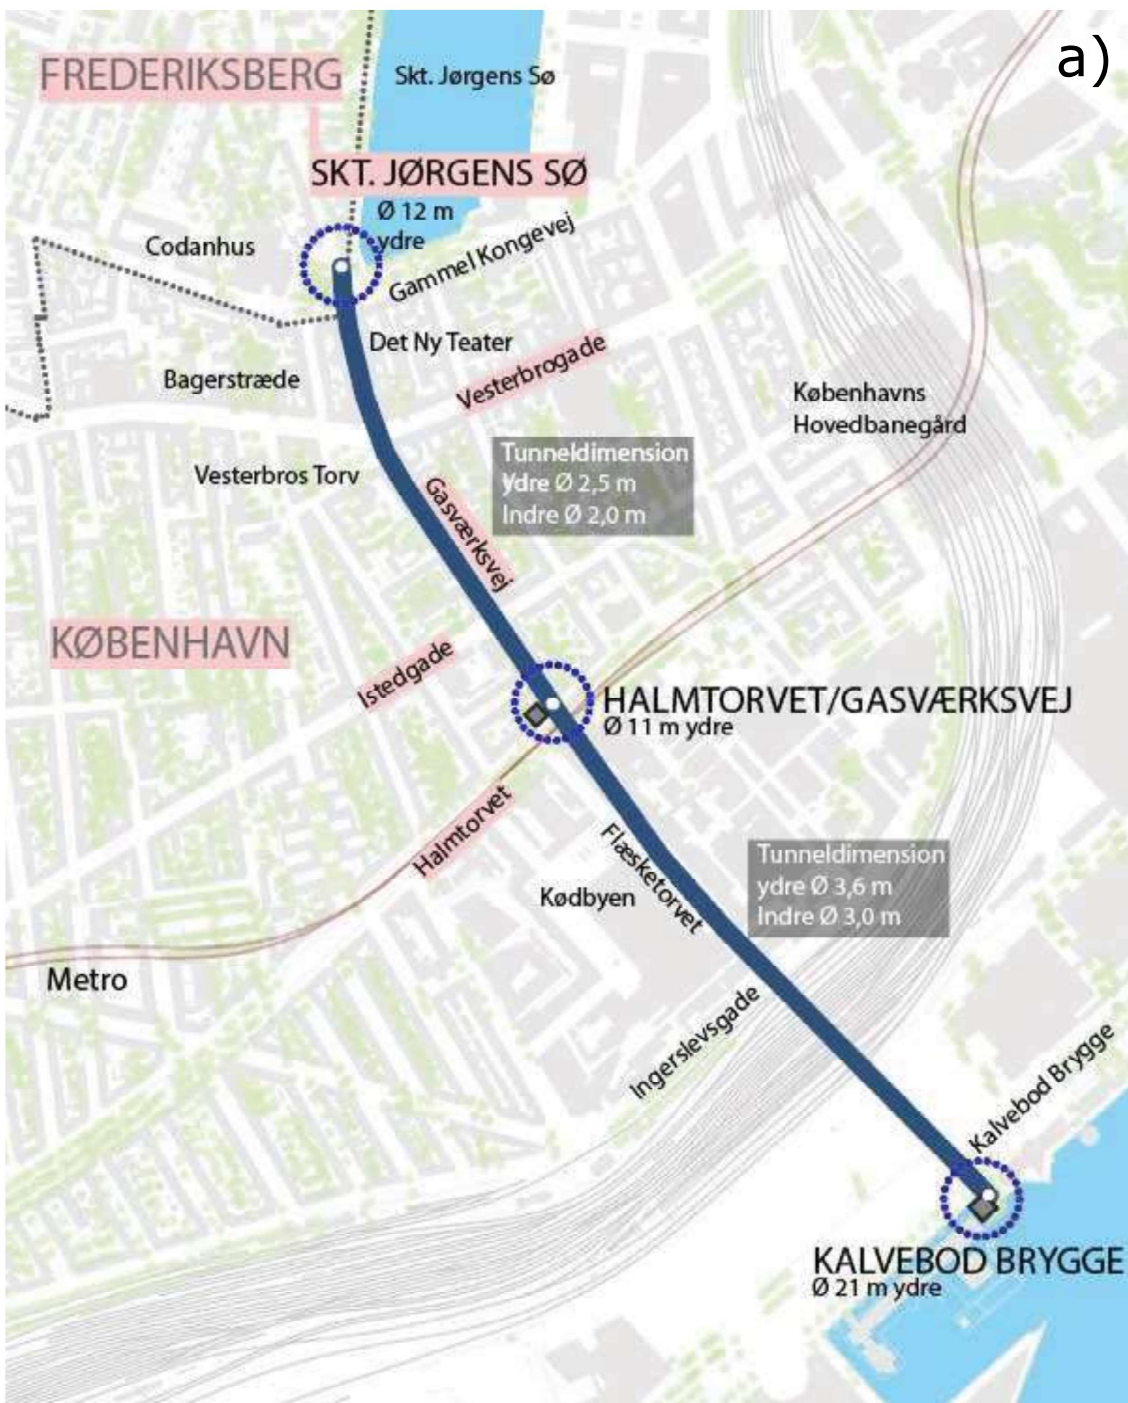 a)
Skt. Jørgens Sø
FREDERIKSBERG
SKT. JØRGENS SØ
Ø 12 m
ydre
Codanhus
Gammel Kongevej
Det Ny Teater
Vesterbrogade
Bagerstræde
Københavns
Hovedbanegård
Tunneldimension
Ydre Ø 2,5 m
Indre Ø 2,0 m
Vesterbros Torv
Gasværksvej
KØBENHAVN
Istedgade
HALMTORVET/GASVÆRKSVEJ
Ø 11 m ydre
Halmtorvet
Flæsketorvet
Tunneldimension
ydre Ø 3,6 m
Indre Ø 3,0 m
Kødbyen
Metro
Ingerslevsgade
Kalvebod Brygge
KALVEBOD BRYGGE
Ø 21 m ydre